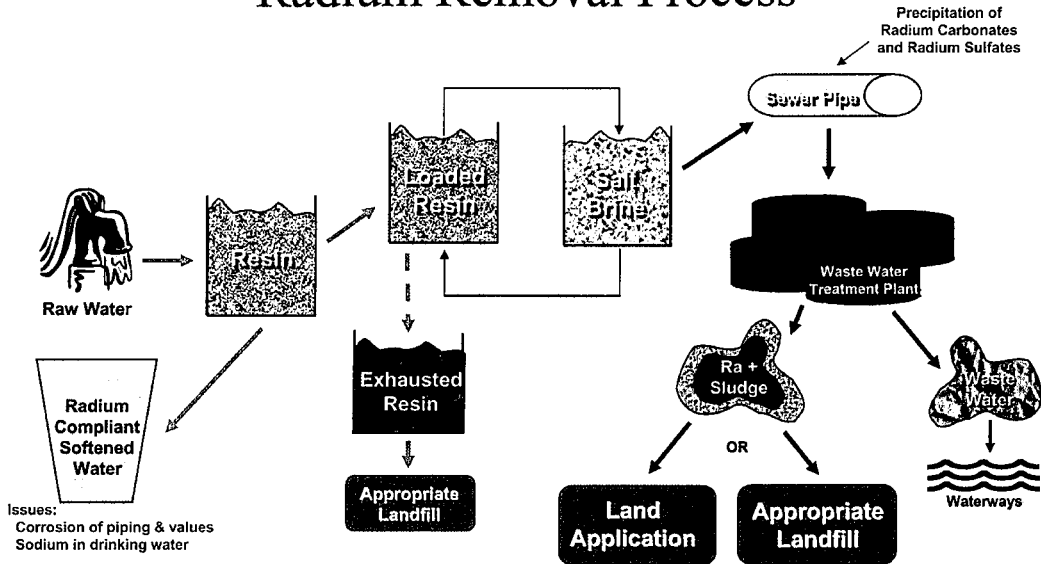 Radium Removal Process
Precipitation of
Radium Carbonates
and Radium Sulfates
Sewer Pipe
Loaded
Resin
Salt
Brine
Resin
Raw Water
Waste Water
Treatment Plant
Exhausted
Resin
Ra +
Sludge
Waste
Water
Radium
Compliant
Softened
Water
OR
Appropriate
Landfill
Land
Application
Appropriate
Landfill
Waterways
Issues:
Corrosion of piping & values
Sodium in drinking water